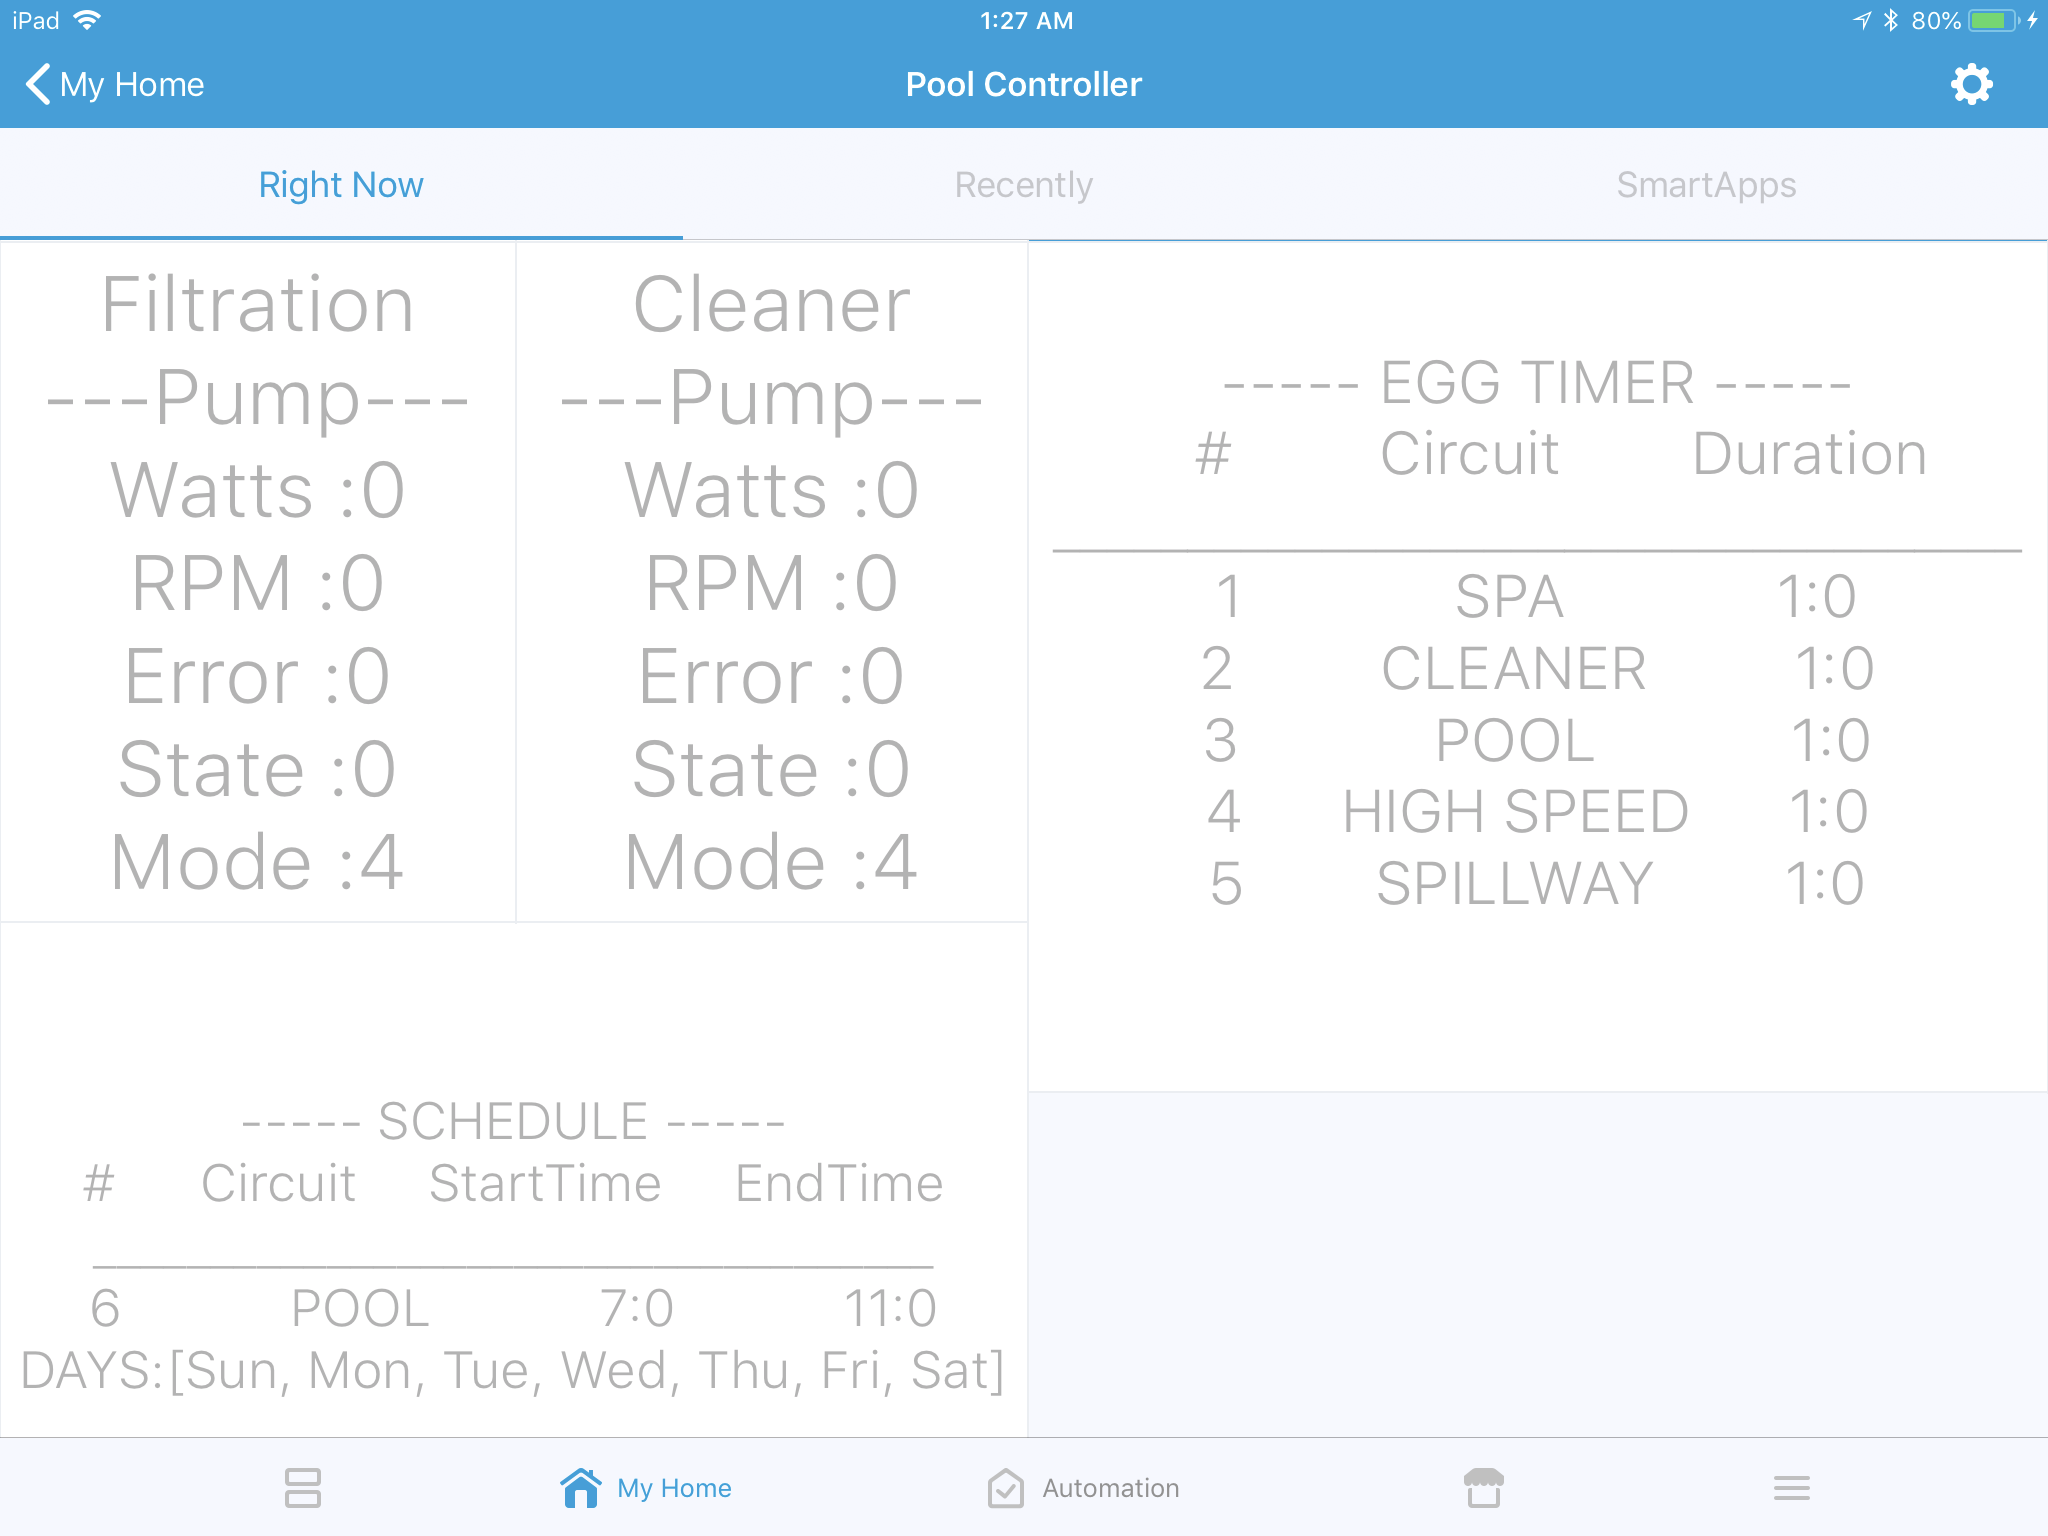 iPad
1:27 AM
80%
My Home
Pool Controller
Right Now
Recently
SmartApps
Filtration
---Pump---
Watts :0
RPM :0
Error :0
State :0
Mode :4
Cleaner
---Pump---
Watts :0
RPM :0
Error :0
State :0
Mode :4
----- EGG TIMER -----
# Circuit Duration
1 SPA 1:0
2 CLEANER 1:0
3 POOL 1:0
4 HIGH SPEED 1:0
5 SPILLWAY 1:0
----- SCHEDULE -----
# Circuit StartTime EndTime
6 POOL 7:0 11:0
DAYS:[Sun, Mon, Tue, Wed, Thu, Fri, Sat]
My Home
Automation